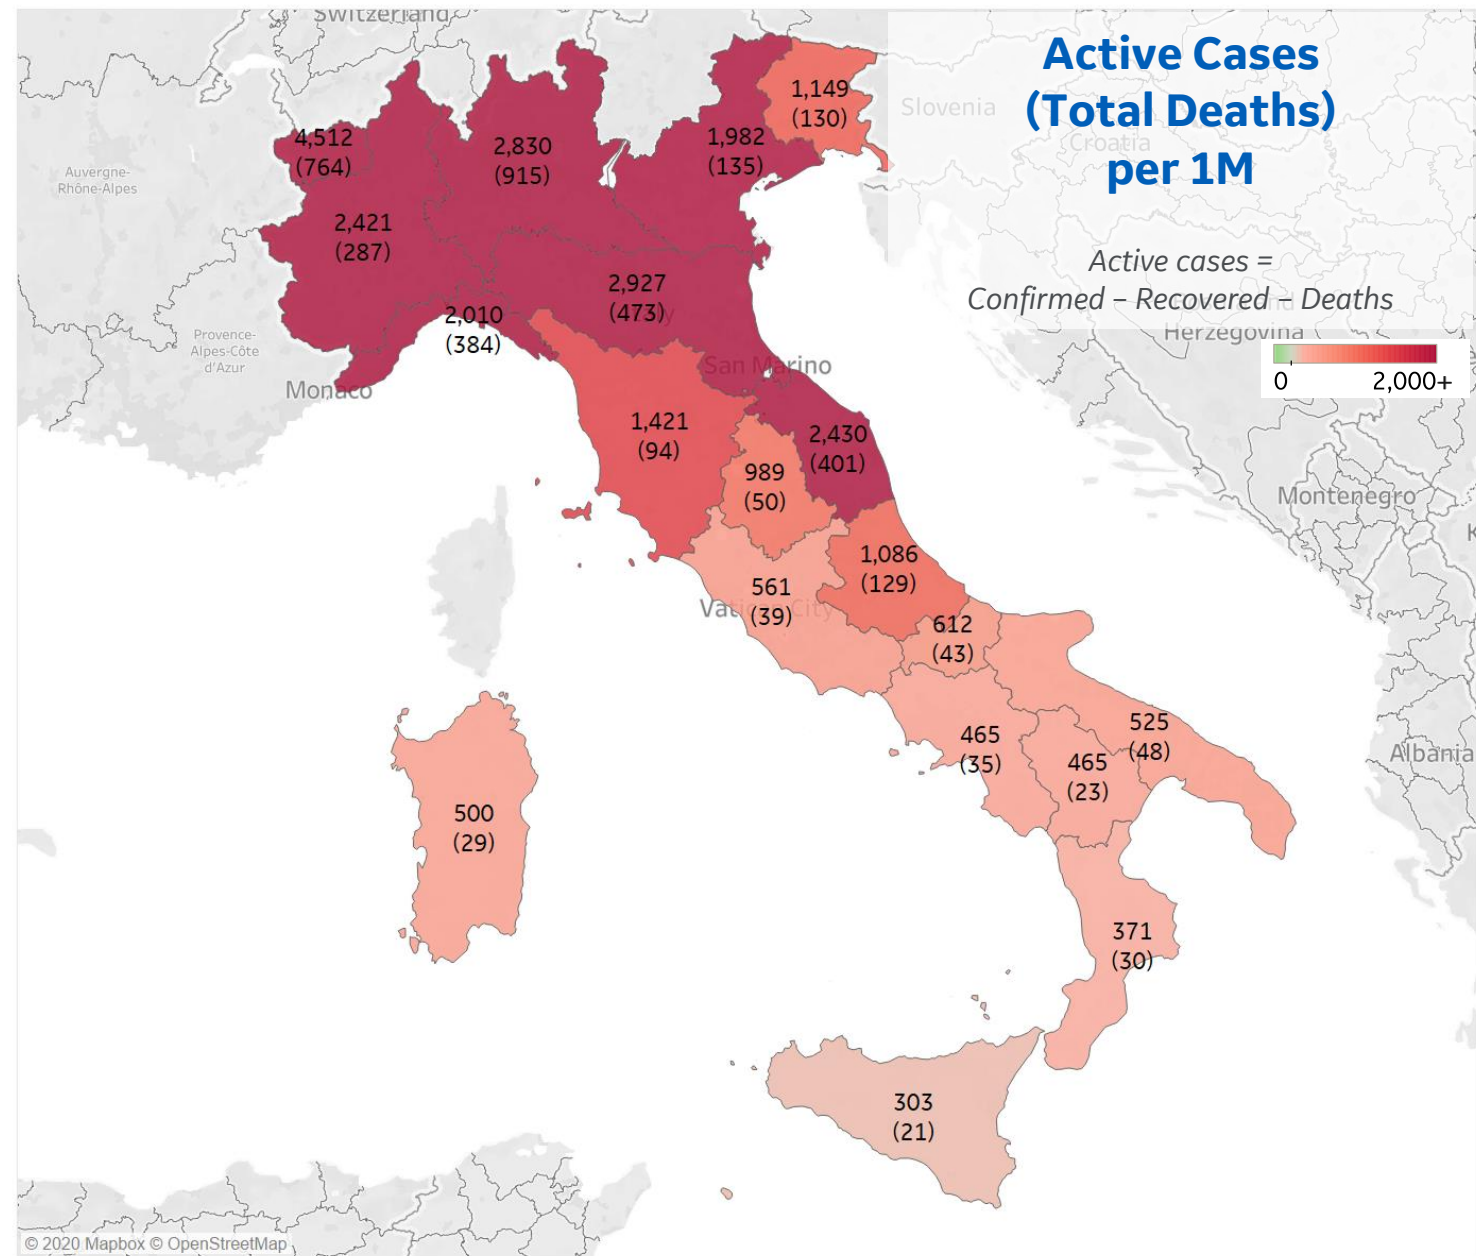 Switzerland
Active Cases
(Total Deaths)
per 1M
Active cases =
Confirmed – Recovered – Deaths
0
2,000+
1,149
(130)
Slovenia
Croatia
4,512
(764)
2,830
(915)
1,982
(135)
Auvergne-
Rhône-Alpes
2,421
(287)
2,927
(473)
2,010
(384)
Herzegovina
Provence-
Alpes-Côte
d'Azur
San Marino
Monaco
1,421
(94)
2,430
(401)
989
(50)
Montenegro
1,086
(129)
561
(39)
Vatican City
612
(43)
525
(48)
465
(35)
465
(23)
Albania
500
(29)
371
(30)
303
(21)
© 2020 Mapbox © OpenStreetMap